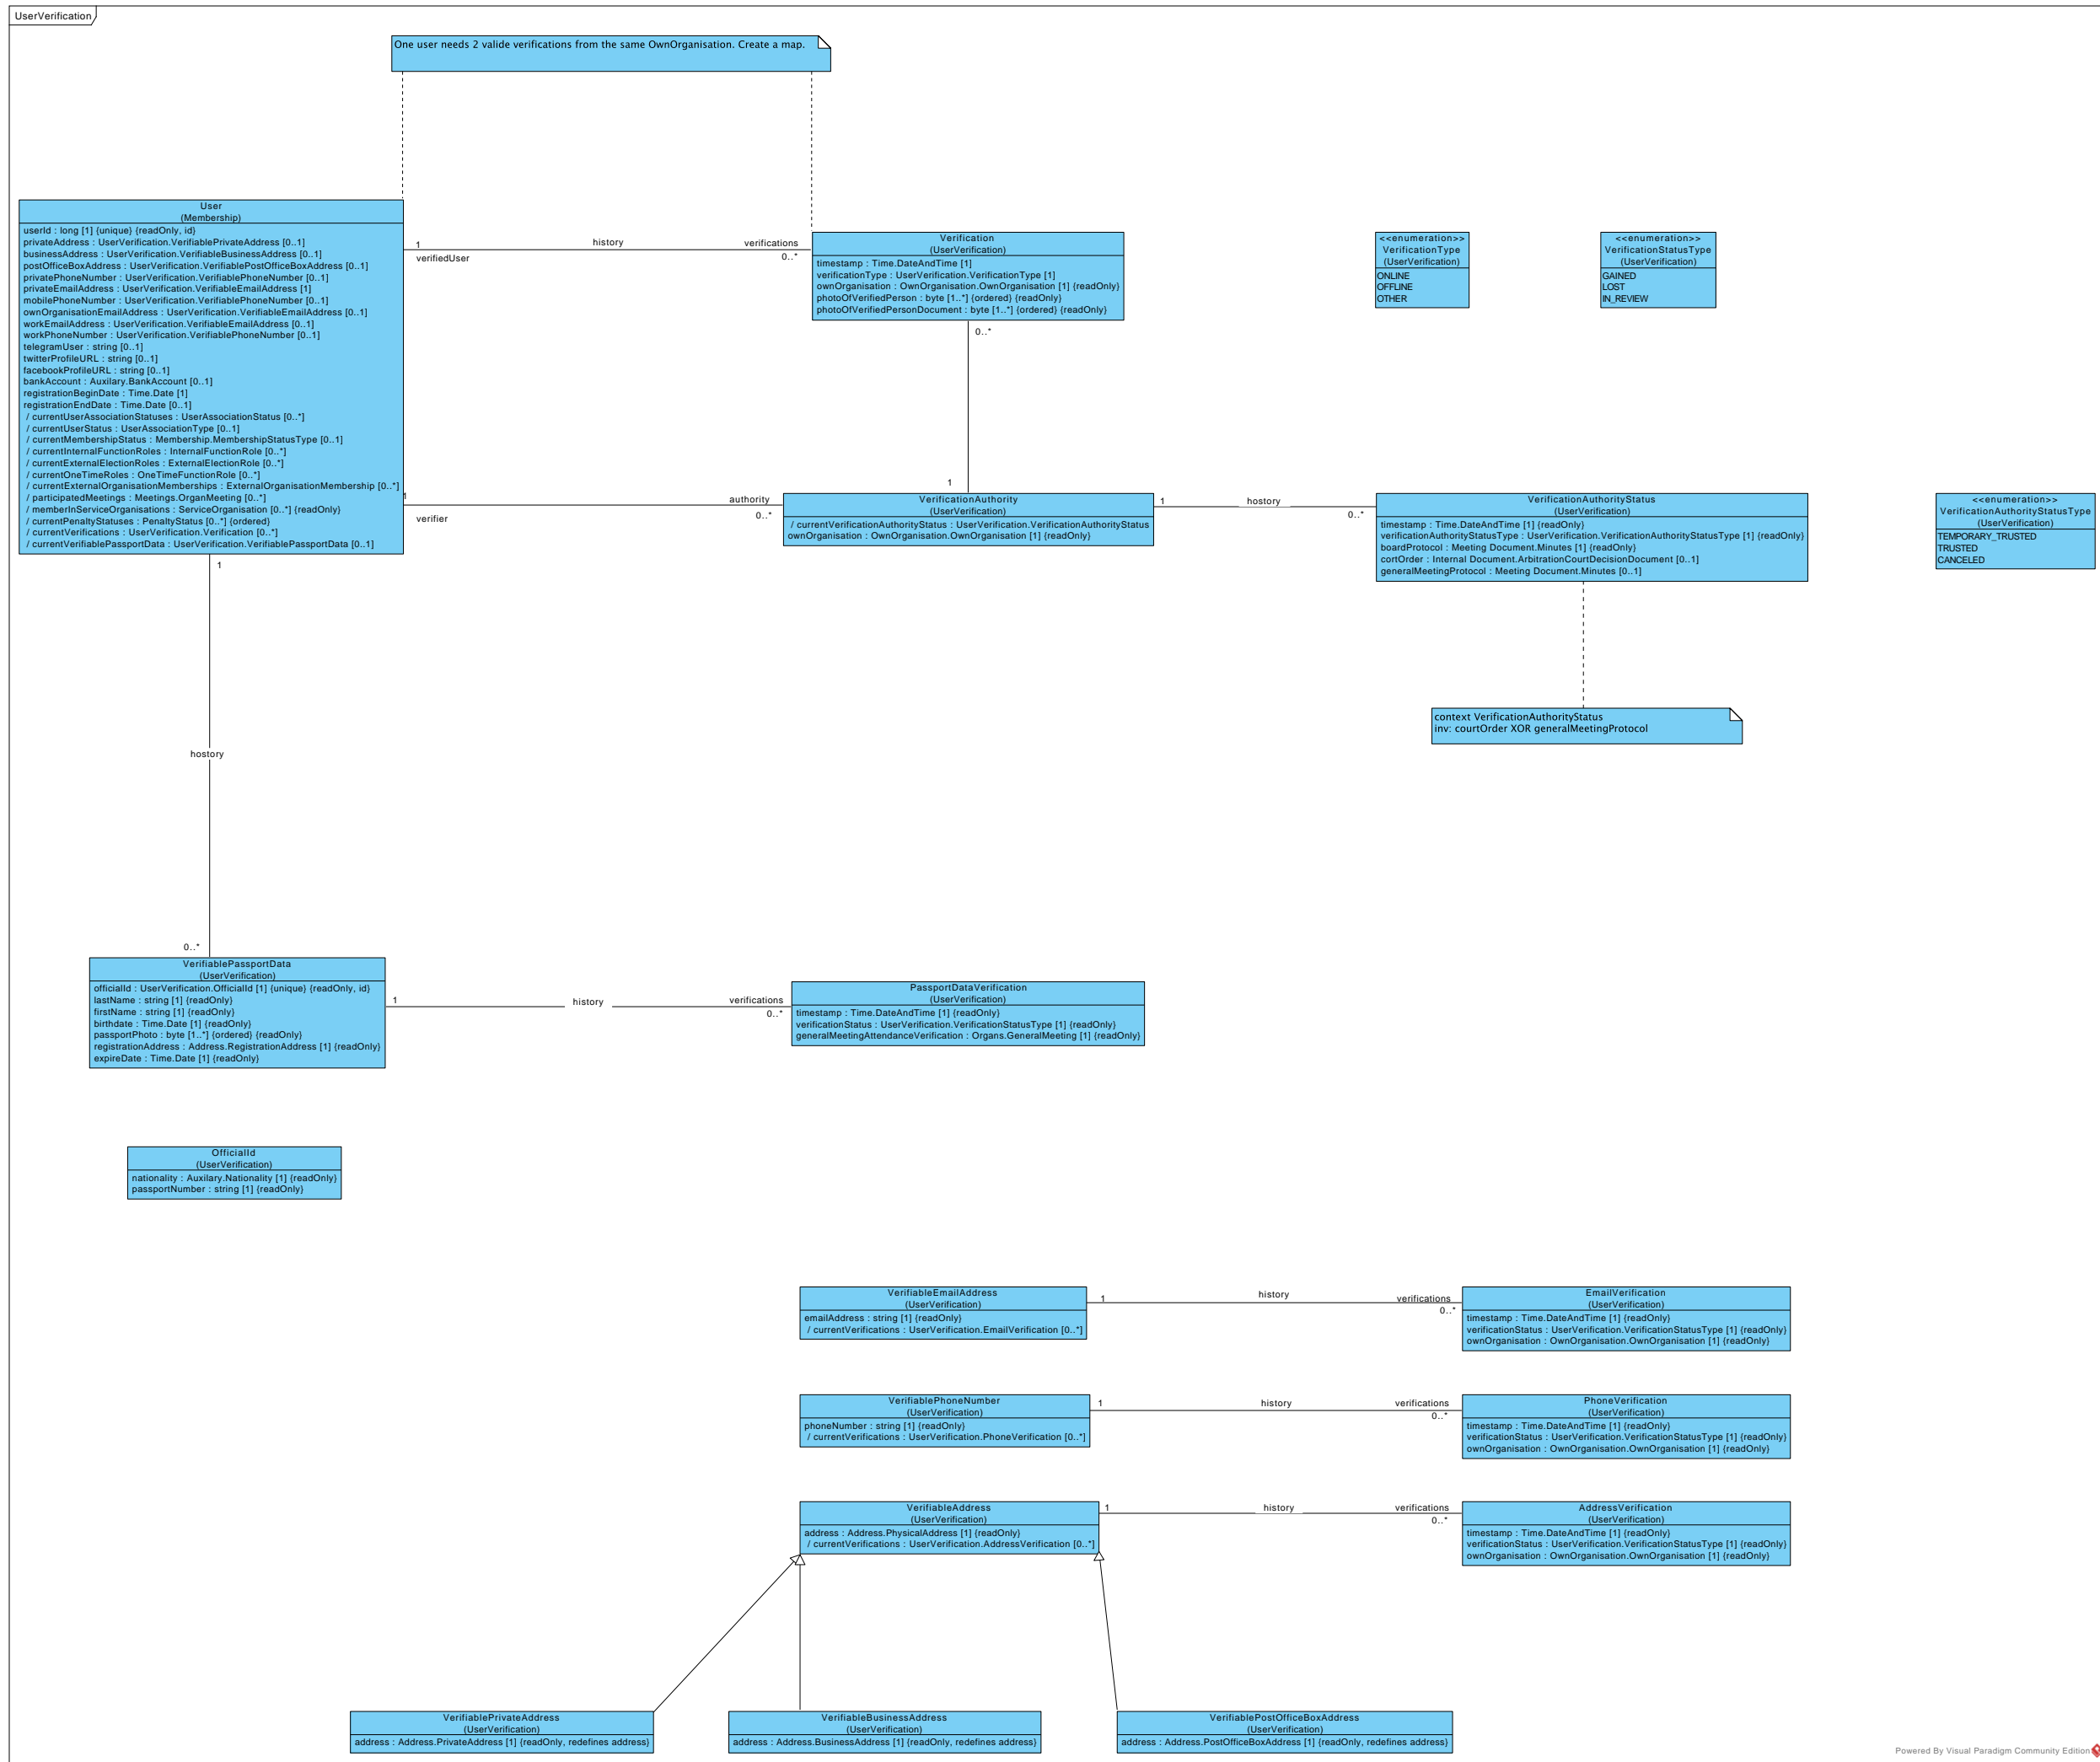 UserVerification
One user needs 2 valide verifications from the same OwnOrganisation. Create a map.
User
(Membership)
userId : long [1] {unique} {readOnly, id}
privateAddress : UserVerification.VerifiablePrivateAddress [0..1]
businessAddress : UserVerification.VerifiableBusinessAddress [0..1]
postOfficeBoxAddress : UserVerification.VerifiablePostOfficeBoxAddress [0..1]
privatePhoneNumber : UserVerification.VerifiablePhoneNumber [0..1]
privateEmailAddress : UserVerification.VerifiableEmailAddress [1]
mobilePhoneNumber : UserVerification.VerifiablePhoneNumber [0..1]
ownOrganisationEmailAddress : UserVerification.VerifiableEmailAddress [0..1]
workEmailAddress : UserVerification.VerifiableEmailAddress [0..1]
workPhoneNumber : UserVerification.VerifiablePhoneNumber [0..1]
telegramUser : string [0..1]
twitterProfileURL : string [0..1]
facebookProfileURL : string [0..1]
bankAccount : Auxilary.BankAccount [0..1]
registrationBeginDate : Time.Date [1]
registrationEndDate : Time.Date [0..1]
/ currentUserAssociationStatuses : UserAssociationStatus [0..*]
/ currentUserStatus : UserAssociationType [0..1]
/ currentMembershipStatus : Membership.MembershipStatusType [0..1]
/ currentInternalFunctionRoles : InternalFunctionRole [0..*]
/ currentExternalElectionRoles : ExternalElectionRole [0..*]
/ currentOneTimeRoles : OneTimeFunctionRole [0..*]
/ currentExternalOrganisationMemberships : ExternalOrganisationMembership [0..*]
/ participatedMeetings : Meetings.OrganMeeting [0..*]
/ memberInServiceOrganisations : ServiceOrganisation [0..*] {readOnly}
/ currentPenaltyStatuses : PenaltyStatus [0..*] {ordered}
/ currentVerifications : UserVerification.Verification [0..*]
/ currentVerifiablePassportData : UserVerification.VerifiablePassportData [0..1]
1
verifiedUser
history
verifications
0..*
Verification
(UserVerification)
timestamp : Time.DateAndTime [1]
verificationType : UserVerification.VerificationType [1]
ownOrganisation : OwnOrganisation.OwnOrganisation [1] {readOnly}
photoOfVerifiedPerson : byte [1..*] {ordered} {readOnly}
photoOfVerifiedPersonDocument : byte [1..*] {ordered} {readOnly}
<<enumeration>>
VerificationType
(UserVerification)
ONLINE
OFFLINE
OTHER
<<enumeration>>
VerificationStatusType
(UserVerification)
GAINED
LOST
IN_REVIEW
0..*
1
1
verifier
authority
0..*
VerificationAuthority
(UserVerification)
/ currentVerificationAuthorityStatus : UserVerification.VerificationAuthorityStatus
ownOrganisation : OwnOrganisation.OwnOrganisation [1] {readOnly}
1
hostory
0..*
VerificationAuthorityStatus
(UserVerification)
timestamp : Time.DateAndTime [1] {readOnly}
verificationAuthorityStatusType : UserVerification.VerificationAuthorityStatusType [1] {readOnly}
boardProtocol : Meeting Document.Minutes [1] {readOnly}
cortOrder : Internal Document.ArbitrationCourtDecisionDocument [0..1]
generalMeetingProtocol : Meeting Document.Minutes [0..1]
<<enumeration>>
VerificationAuthorityStatusType
(UserVerification)
TEMPORARY_TRUSTED
TRUSTED
CANCELED
context VerificationAuthorityStatus
inv: courtOrder XOR generalMeetingProtocol
1
hostory
0..*
VerifiablePassportData
(UserVerification)
officialId : UserVerification.OfficialId [1] {unique} {readOnly, id}
lastName : string [1] {readOnly}
firstName : string [1] {readOnly}
birthdate : Time.Date [1] {readOnly}
passportPhoto : byte [1..*] {ordered} {readOnly}
registrationAddress : Address.RegistrationAddress [1] {readOnly}
expireDate : Time.Date [1] {readOnly}
1
history
verifications
0..*
PassportDataVerification
(UserVerification)
timestamp : Time.DateAndTime [1] {readOnly}
verificationStatus : UserVerification.VerificationStatusType [1] {readOnly}
generalMeetingAttendanceVerification : Organs.GeneralMeeting [1] {readOnly}
OfficialId
(UserVerification)
nationality : Auxilary.Nationality [1] {readOnly}
passportNumber : string [1] {readOnly}
VerifiableEmailAddress
(UserVerification)
emailAddress : string [1] {readOnly}
/ currentVerifications : UserVerification.EmailVerification [0..*]
1
history
verifications
0..*
EmailVerification
(UserVerification)
timestamp : Time.DateAndTime [1] {readOnly}
verificationStatus : UserVerification.VerificationStatusType [1] {readOnly}
ownOrganisation : OwnOrganisation.OwnOrganisation [1] {readOnly}
VerifiablePhoneNumber
(UserVerification)
phoneNumber : string [1] {readOnly}
/ currentVerifications : UserVerification.PhoneVerification [0..*]
1
history
verifications
0..*
PhoneVerification
(UserVerification)
timestamp : Time.DateAndTime [1] {readOnly}
verificationStatus : UserVerification.VerificationStatusType [1] {readOnly}
ownOrganisation : OwnOrganisation.OwnOrganisation [1] {readOnly}
VerifiableAddress
(UserVerification)
address : Address.PhysicalAddress [1] {readOnly}
/ currentVerifications : UserVerification.AddressVerification [0..*]
1
history
verifications
0..*
AddressVerification
(UserVerification)
timestamp : Time.DateAndTime [1] {readOnly}
verificationStatus : UserVerification.VerificationStatusType [1] {readOnly}
ownOrganisation : OwnOrganisation.OwnOrganisation [1] {readOnly}
VerifiablePrivateAddress
(UserVerification)
address : Address.PrivateAddress [1] {readOnly, redefines address}
VerifiableBusinessAddress
(UserVerification)
address : Address.BusinessAddress [1] {readOnly, redefines address}
VerifiablePostOfficeBoxAddress
(UserVerification)
address : Address.PostOfficeBoxAddress [1] {readOnly, redefines address}
Powered By Visual Paradigm Community Edition